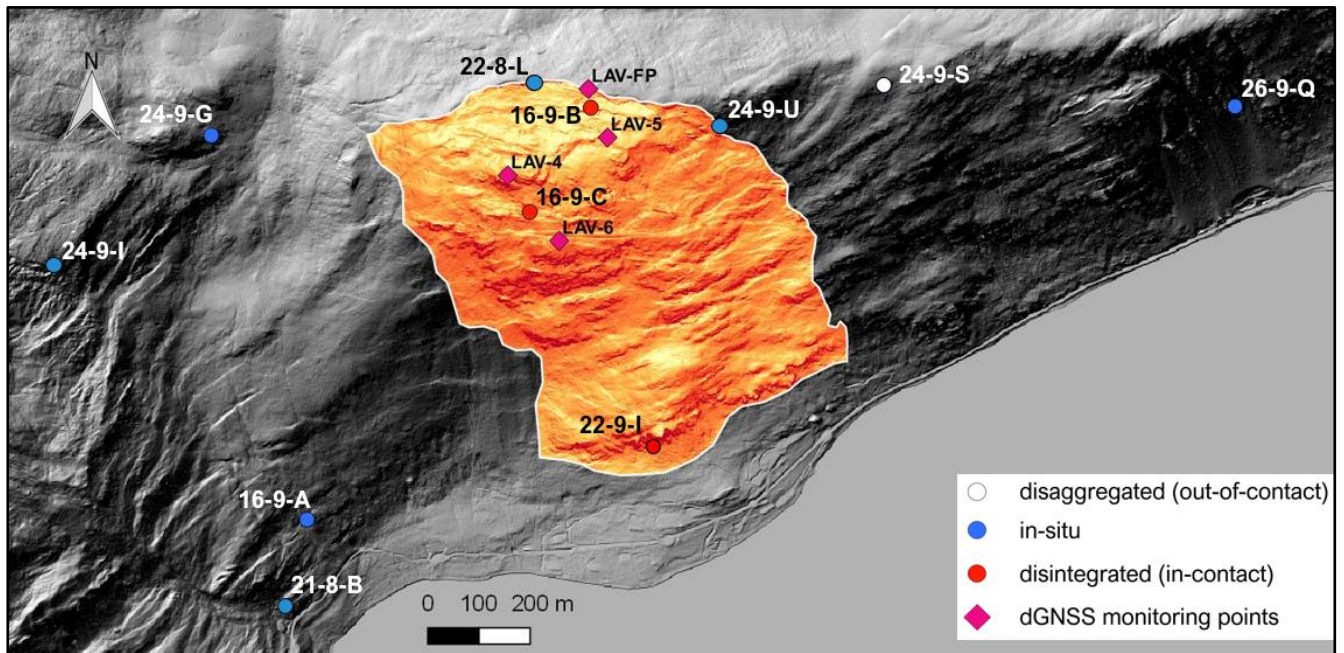 N
22-8-L
LAV-FP
24-9-S
26-9-Q
24-9-G
16-9-B
24-9-U
LAV-5
LAV-4
16-9-C
LAV-6
24-9-I
22-9-I
16-9-A
21-8-B
0 100 200 m
disaggregated (out-of-contact)
in-situ
disintegrated (in-contact)
dGNSS monitoring points